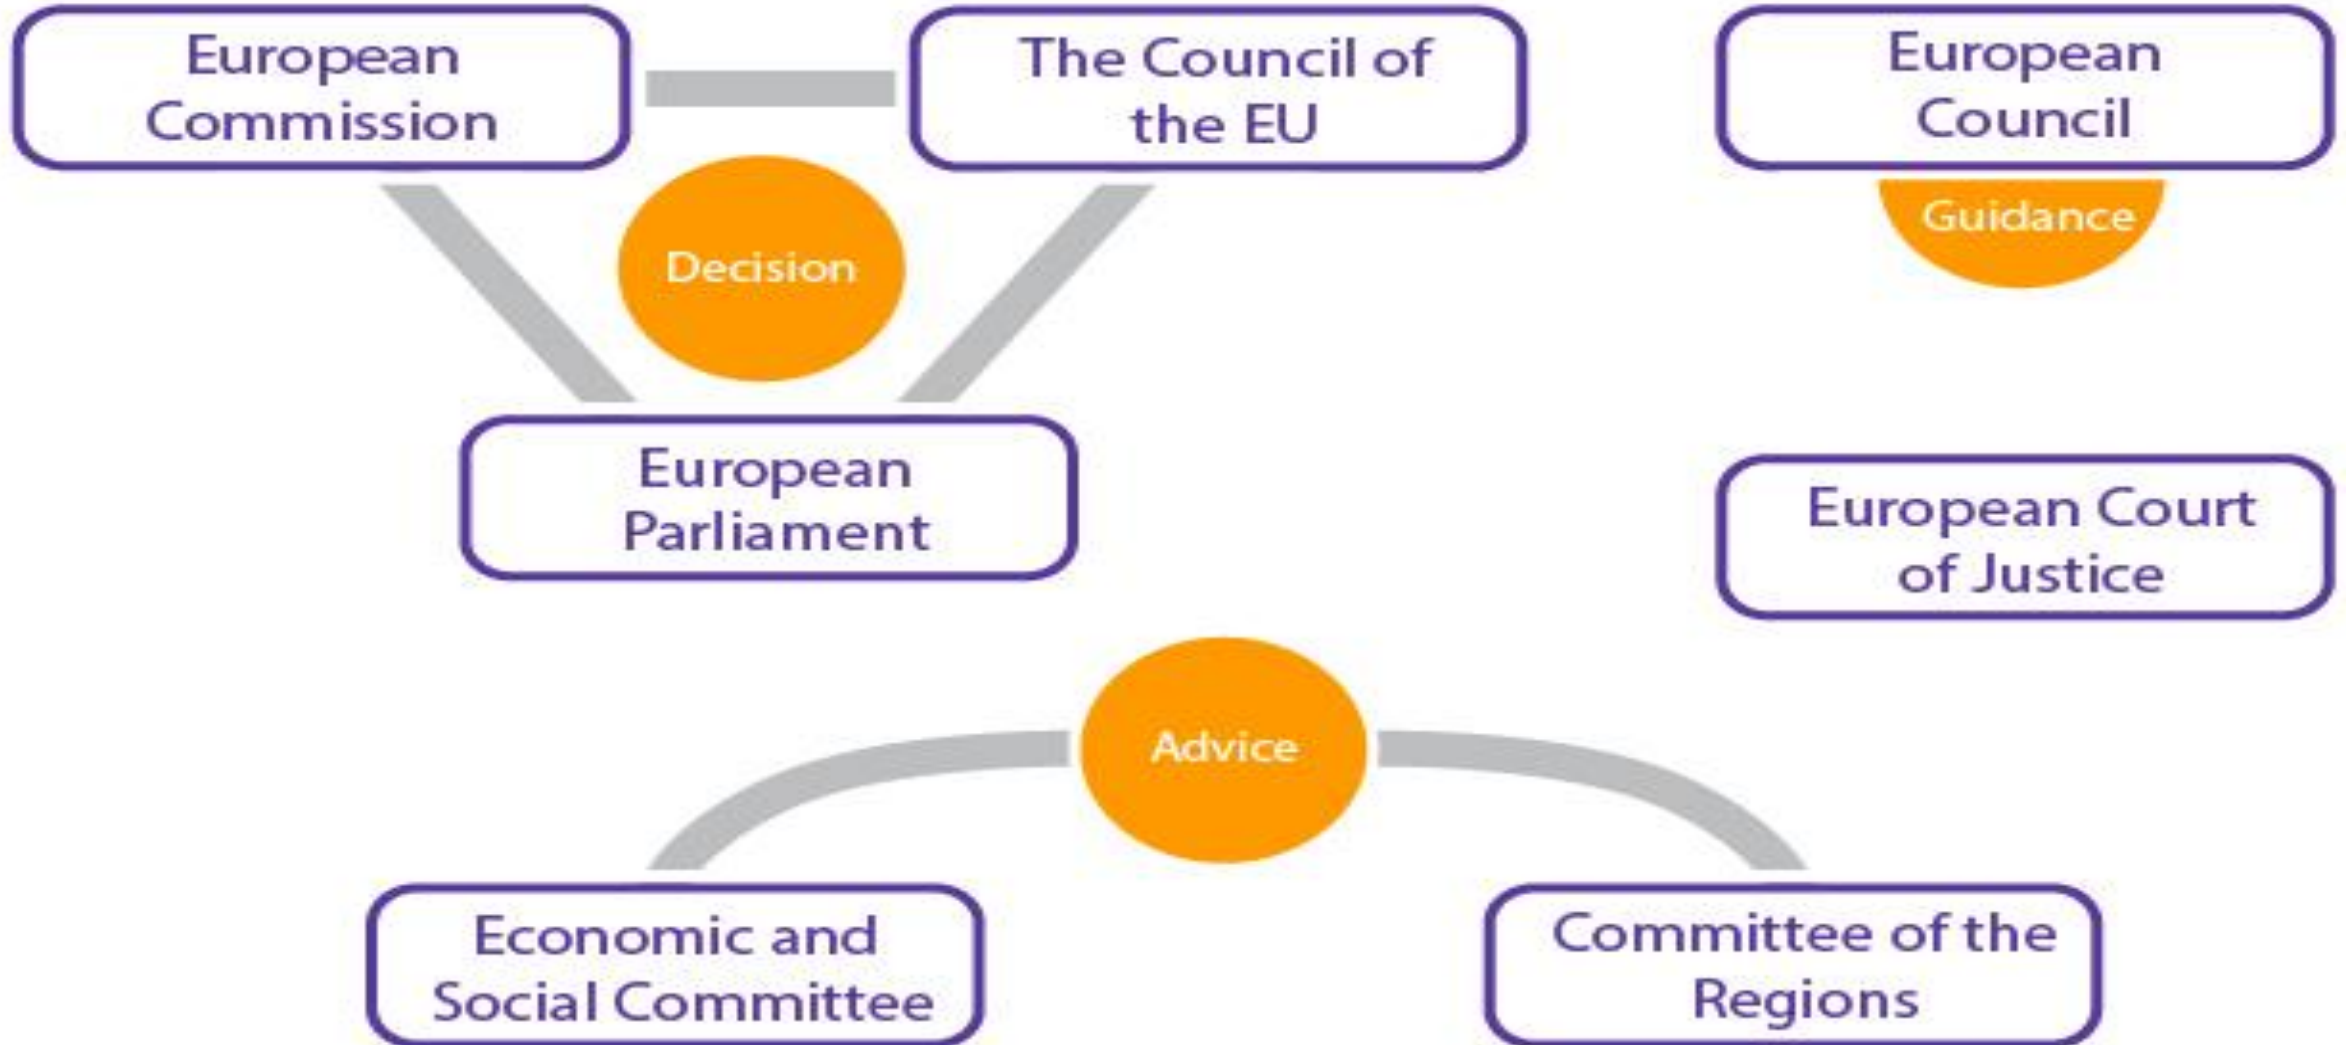 European
Commission
The Council of
the EU
European
Council
Guidance
Decision
European
Parliament
European Court
of Justice
Advice
Economic and
Social Committee
Committee of the
Regions